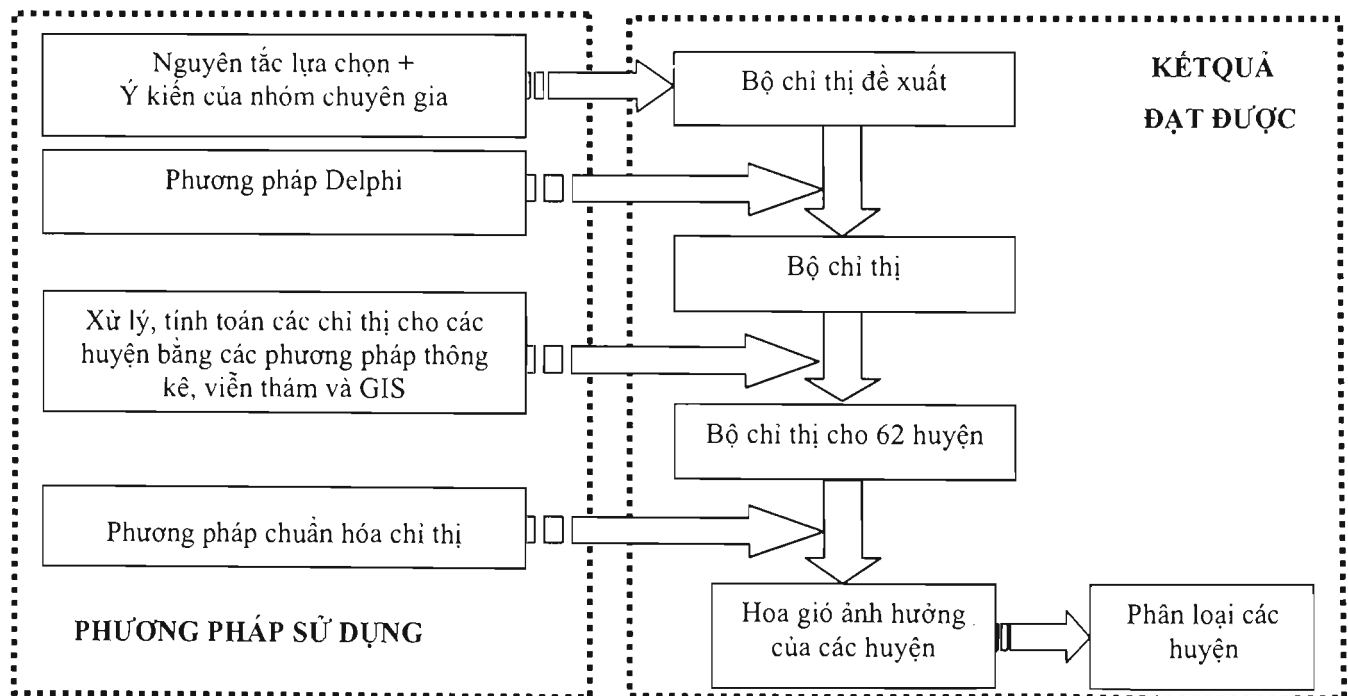 Nguyên tắc lựa chọn +
Ý kiến của nhóm chuyên gia
Phương pháp Delphi
Xử lý, tính toán các chỉ thị cho các
huyện bằng các phương pháp thông
kê, viễn thám và GIS
Phương pháp chuẩn hóa chỉ thị
PHƯƠNG PHÁP SỬ DỤNG
KẾTQUẢ
ĐẠT ĐƯỢC
Bộ chỉ thị đề xuất
Bộ chỉ thị
Bộ chỉ thị cho 62 huyện
Hoa gió ảnh hưởng
của các huyện
Phân loại các
huyện